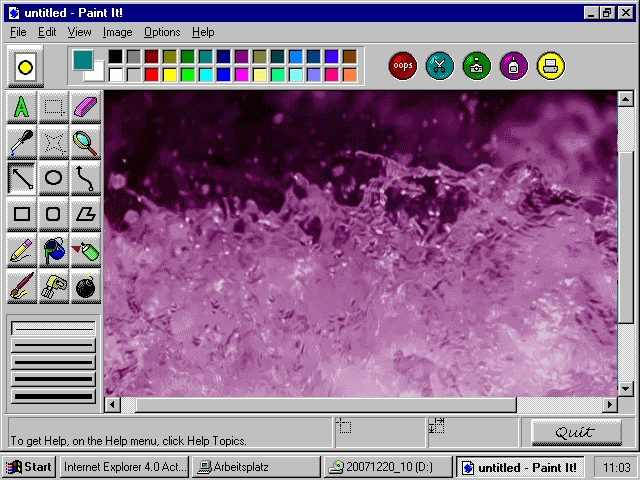 untitled - Paint It!
File Edit View Image Options Help
oops
A
To get Help, on the Help menu, click Help Topics.
Quit
Start Internet Explorer 4.0 Act... Arbeitsplatz 20071220_10 (D:) untitled - Paint It! 11:03